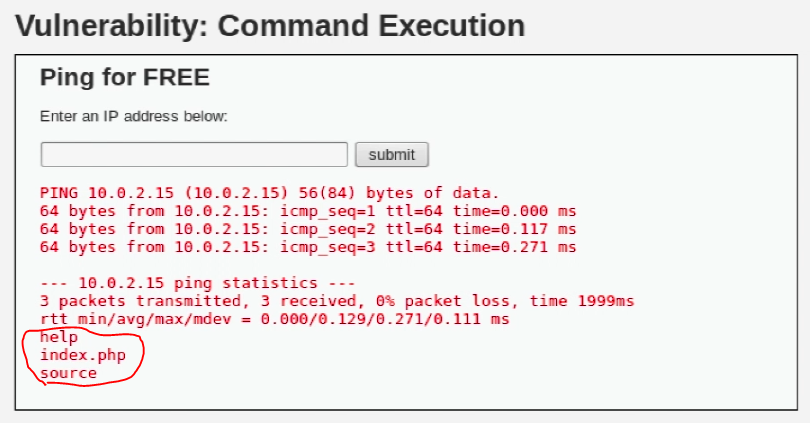 Vulnerability: Command Execution
Ping for FREE
Enter an IP address below:
submit
PING 10.0.2.15 (10.0.2.15) 56(84) bytes of data.
64 bytes from 10.0.2.15: icmp_seq=1 ttl=64 time=0.000 ms
64 bytes from 10.0.2.15: icmp_seq=2 ttl=64 time=0.117 ms
64 bytes from 10.0.2.15: icmp_seq=3 ttl=64 time=0.271 ms
--- 10.0.2.15 ping statistics ---
3 packets transmitted, 3 received, 0% packet loss, time 1999ms
rtt min/avg/max/mdev = 0.000/0.129/0.271/0.111 ms
help
index.php
source